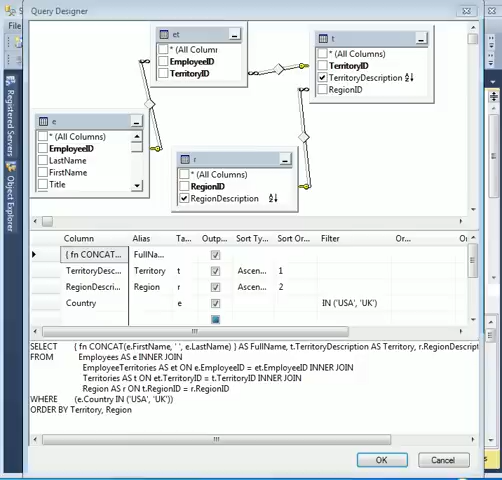 Query Designer
File
Registered Servers
Object Explorer
et
* (All Colum
EmployeeID
TerritoryID
t
* (All Columns)
TerritoryID
TerritoryDescription
RegionID
e
* (All Columns)
EmployeeID
LastName
FirstName
Title
r
* (All Columns)
RegionID
RegionDescription
Column Alias Ta... Outp... Sort Ty... Sort Or... Filter Or... Or
{ fn CONCAT... FullNa...
TerritoryDesc... Territory t Ascen... 1
RegionDescri... Region r Ascen... 2
Country e IN ('USA', 'UK')
SELECT { fn CONCAT(e.FirstName, ' ', e.LastName) } AS FullName, t.TerritoryDescription AS Territory, r.RegionDescript
FROM Employees AS e INNER JOIN
EmployeeTerritories AS et ON e.EmployeeID = et.EmployeeID INNER JOIN
Territories AS t ON et.TerritoryID = t.TerritoryID INNER JOIN
Region AS r ON t.RegionID = r.RegionID
WHERE (e.Country IN ('USA', 'UK'))
ORDER BY Territory, Region
OK Cancel